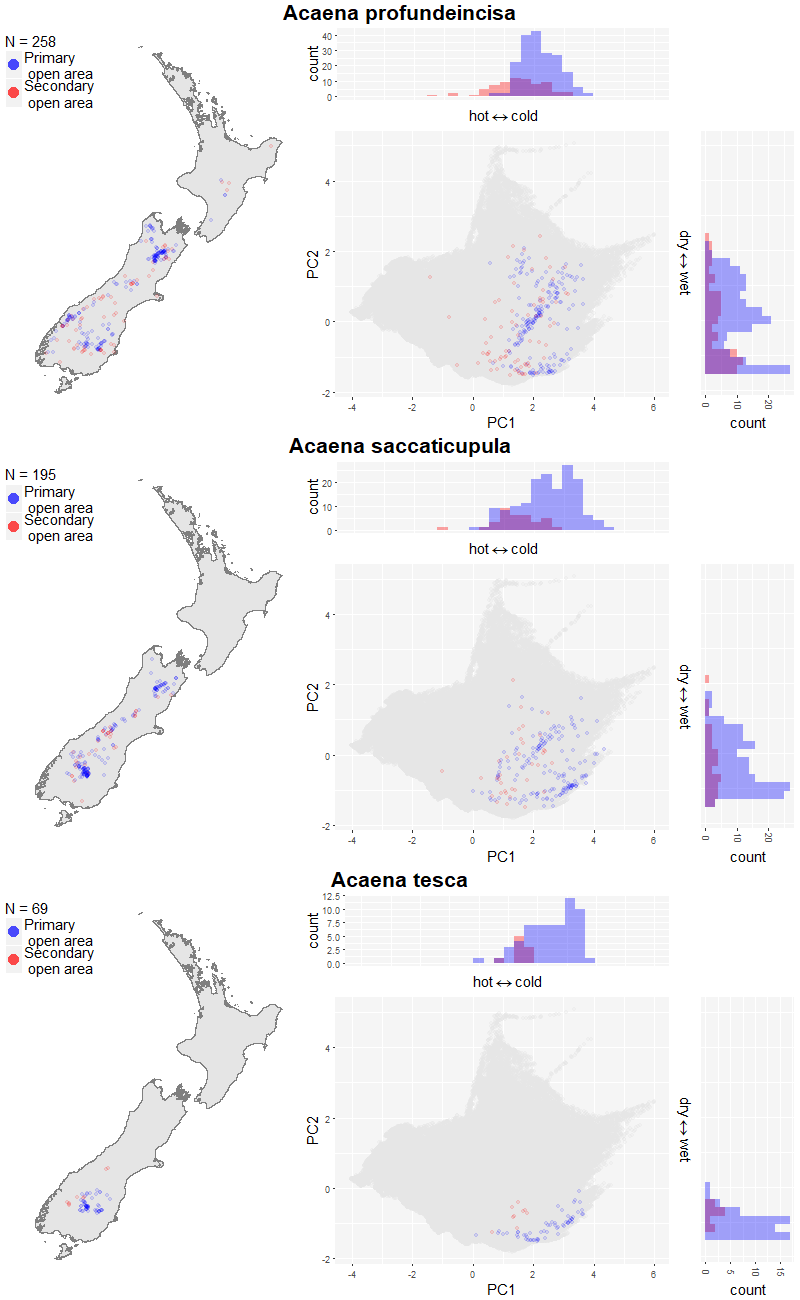 Acaena profundeincisa
N = 258
Primary
open area
Secondary
open area
count
40
30
20
10
0
hot↔cold
PC2
4
2
0
-2
-4
-2
0
2
4
6
PC1
dry↔wet
0
10
20
count
Acaena saccaticupula
N = 195
Primary
open area
Secondary
open area
count
20
10
0
hot↔cold
PC2
4
2
0
-2
-4
-2
0
2
4
6
PC1
dry↔wet
0
10
20
count
Acaena tesca
N = 69
Primary
open area
Secondary
open area
count
12.5
10.0
7.5
5.0
2.5
0.0
hot↔cold
PC2
4
2
0
-2
-4
-2
0
2
4
6
PC1
dry↔wet
0
5
10
15
count